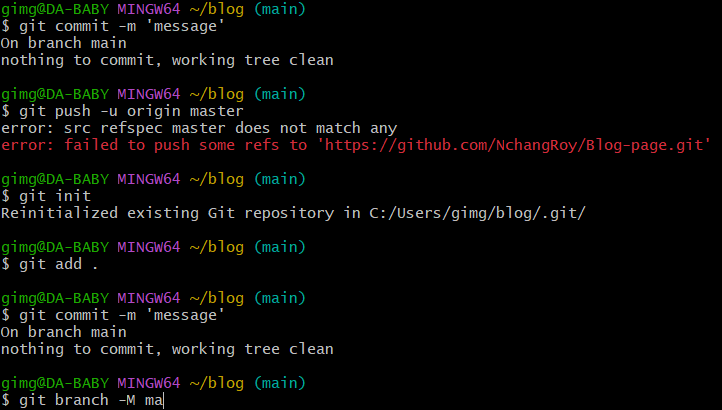 gimg@DA-BABY MINGW64 ~/blog (main)
$ git commit -m 'message'
On branch main
nothing to commit, working tree clean
gimg@DA-BABY MINGW64 ~/blog (main)
$ git push -u origin master
error: src refspec master does not match any
error: failed to push some refs to 'https://github.com/NchangRoy/Blog-page.git'
gimg@DA-BABY MINGW64 ~/blog (main)
$ git init
Reinitialized existing Git repository in C:/Users/gimg/blog/.git/
gimg@DA-BABY MINGW64 ~/blog (main)
$ git add .
gimg@DA-BABY MINGW64 ~/blog (main)
$ git commit -m 'message'
On branch main
nothing to commit, working tree clean
gimg@DA-BABY MINGW64 ~/blog (main)
$ git branch -M ma